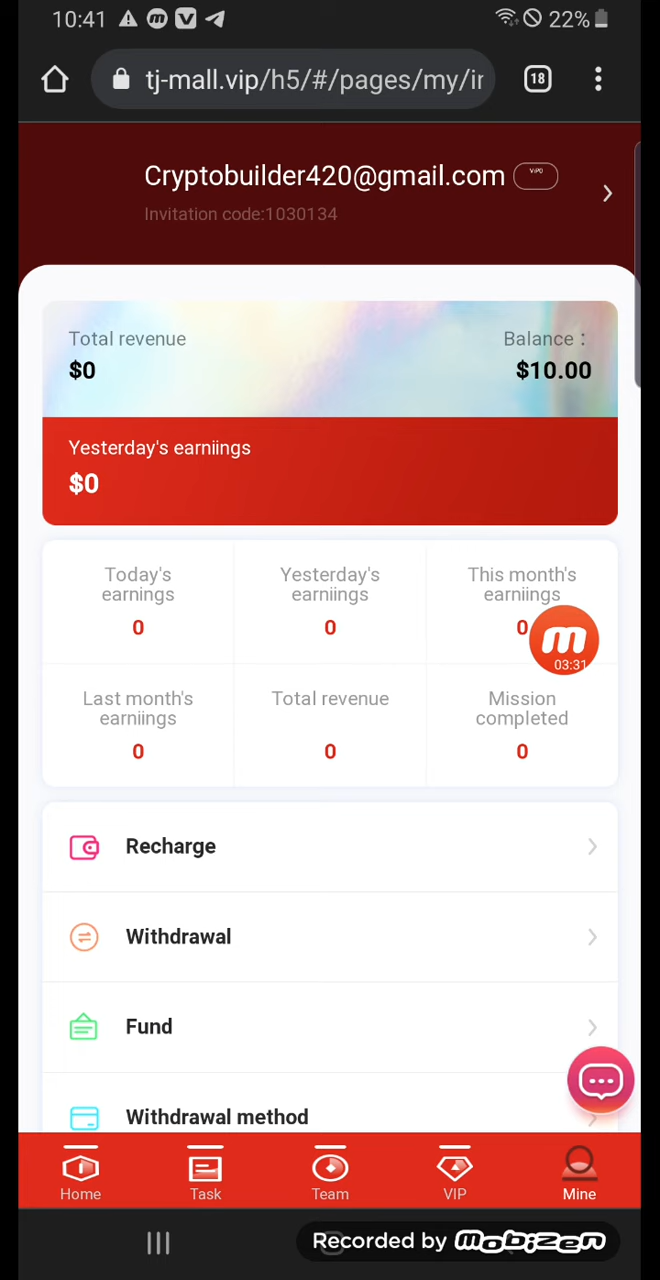 10:41
22%
tj-mall.vip/h5/#/pages/my/ir
18
Cryptobuilder420@gmail.com
VIP0
Invitation code:1030134
Total revenue
Balance :
$0
$10.00
Yesterday's earniings
$0
Today's
earnings
0
Yesterday's
earniings
0
This month's
earniings
0
03:31
Last month's
earniings
0
Total revenue
0
Mission
completed
0
Recharge
Withdrawal
Fund
Withdrawal method
Home
Task
Team
VIP
Mine
Recorded by mobizen